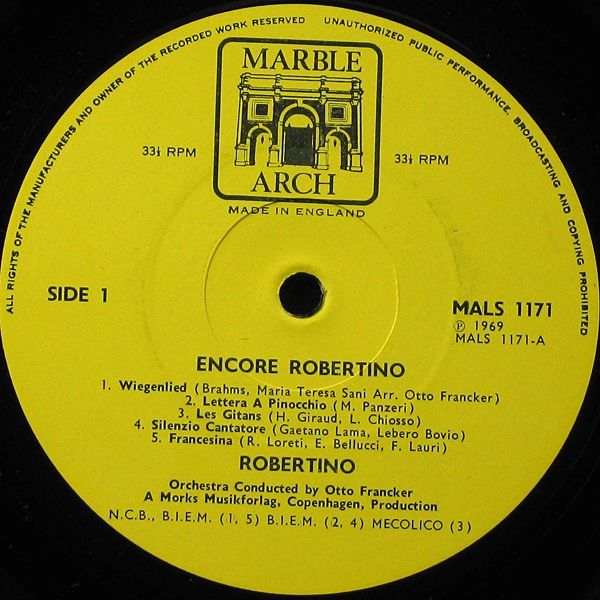 ALL RIGHTS OF THE MANUFACTURERS AND OWNER OF THE RECORDED WORK RESERVED UNAUTHORIZED PUBLIC PERFORMANCE, BROADCASTING AND COPYING PROHIBITED
MARBLE
ARCH
33⅓ RPM
33⅓ RPM
MADE IN ENGLAND
SIDE 1
MALS 1171
℗ 1969
MALS 1171-A
ENCORE ROBERTINO
1. Wiegenlied (Brahms, Maria Teresa Sani Arr. Otto Francker)
2. Lettera A Pinocchio (M. Panzeri)
3. Les Gitans (H. Giraud, L. Chiosso)
4. Silenzio Cantatore (Gaetano Lama, Lebero Bovio)
5. Francesina (R. Loreti, E. Bellucci, F. Lauri)
ROBERTINO
Orchestra Conducted by Otto Francker
A Morks Musikforlag, Copenhagen, Production
N.C.B., B.I.E.M. (1, 5) B.I.E.M. (2, 4) MECOLICO (3)